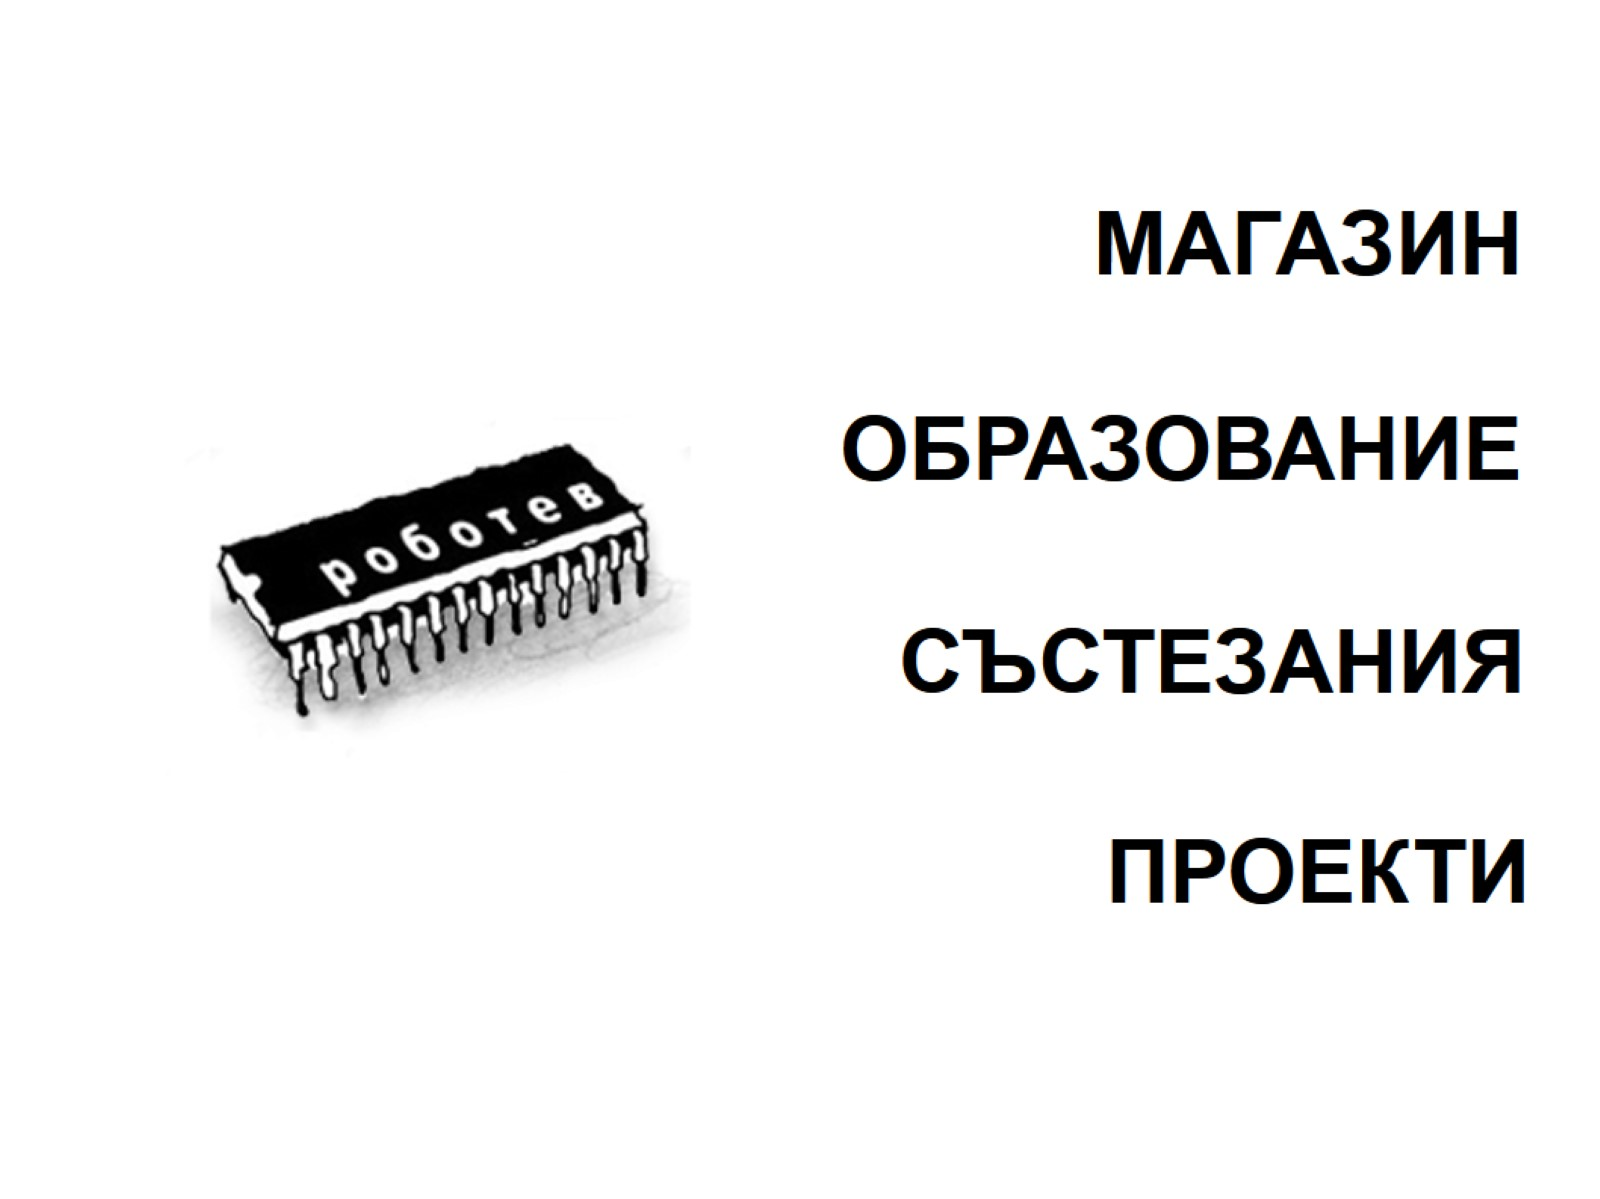 МАГАЗИН
роботев
ОБРАЗОВАНИЕ
СЪСТЕЗАНИЯ
ПРОЕКТИ